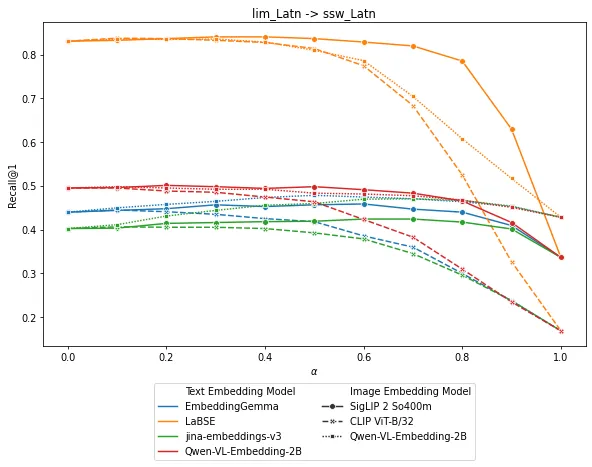 lim_Latn -> ssw_Latn
Recall@1
0.8
0.7
0.6
0.5
0.4
0.3
0.2
0.0 0.2 0.4 0.6 0.8 1.0
α
Text Embedding Model Image Embedding Model
EmbeddingGemma SigLIP 2 So400m
LaBSE CLIP ViT-B/32
jina-embeddings-v3 Qwen-VL-Embedding-2B
Qwen-VL-Embedding-2B